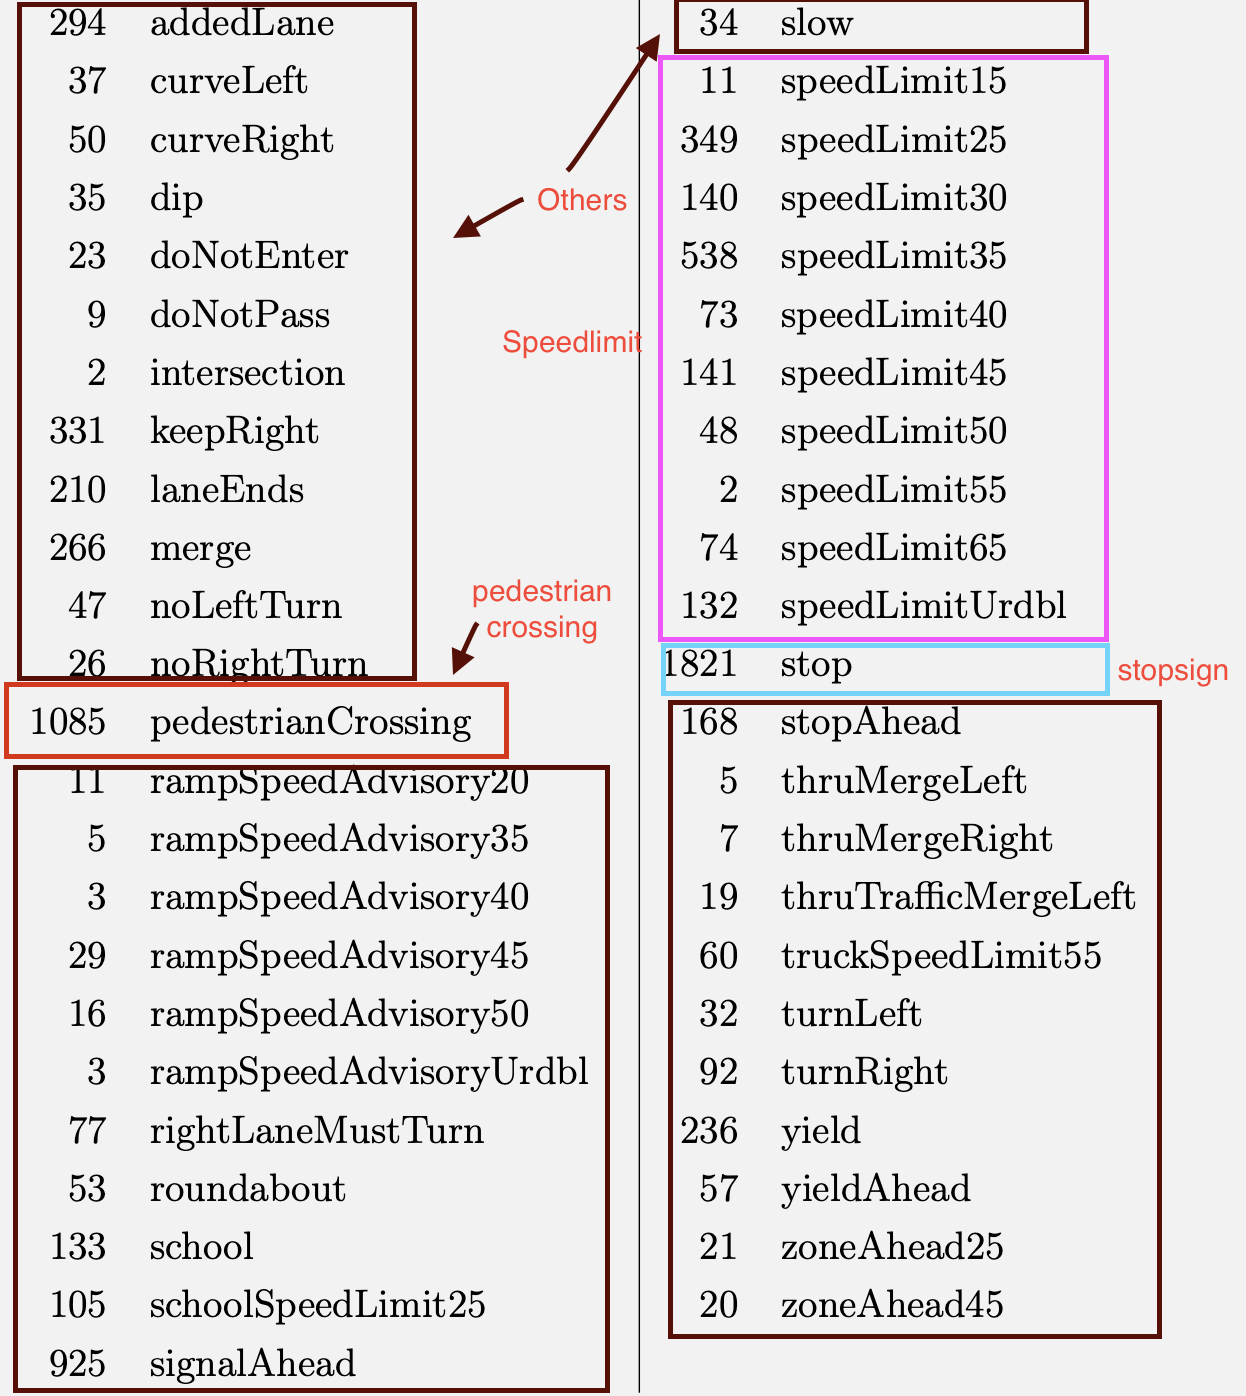 294 addedLane
37 curveLeft
50 curveRight
35 dip
23 doNotEnter
9 doNotPass
2 intersection
331 keepRight
210 laneEnds
266 merge
47 noLeftTurn
26 noRightTurn
1085 pedestrianCrossing
11 rampSpeedAdvisory20
5 rampSpeedAdvisory35
3 rampSpeedAdvisory40
29 rampSpeedAdvisory45
16 rampSpeedAdvisory50
3 rampSpeedAdvisoryUrdbl
77 rightLaneMustTurn
53 roundabout
133 school
105 schoolSpeedLimit25
925 signalAhead
Others
Speedlimit
pedestrian
crossing
34 slow
11 speedLimit15
349 speedLimit25
140 speedLimit30
538 speedLimit35
73 speedLimit40
141 speedLimit45
48 speedLimit50
2 speedLimit55
74 speedLimit65
132 speedLimitUrdbl
1821 stop
stopsign
168 stopAhead
5 thruMergeLeft
7 thruMergeRight
19 thruTrafficMergeLeft
60 truckSpeedLimit55
32 turnLeft
92 turnRight
236 yield
57 yieldAhead
21 zoneAhead25
20 zoneAhead45